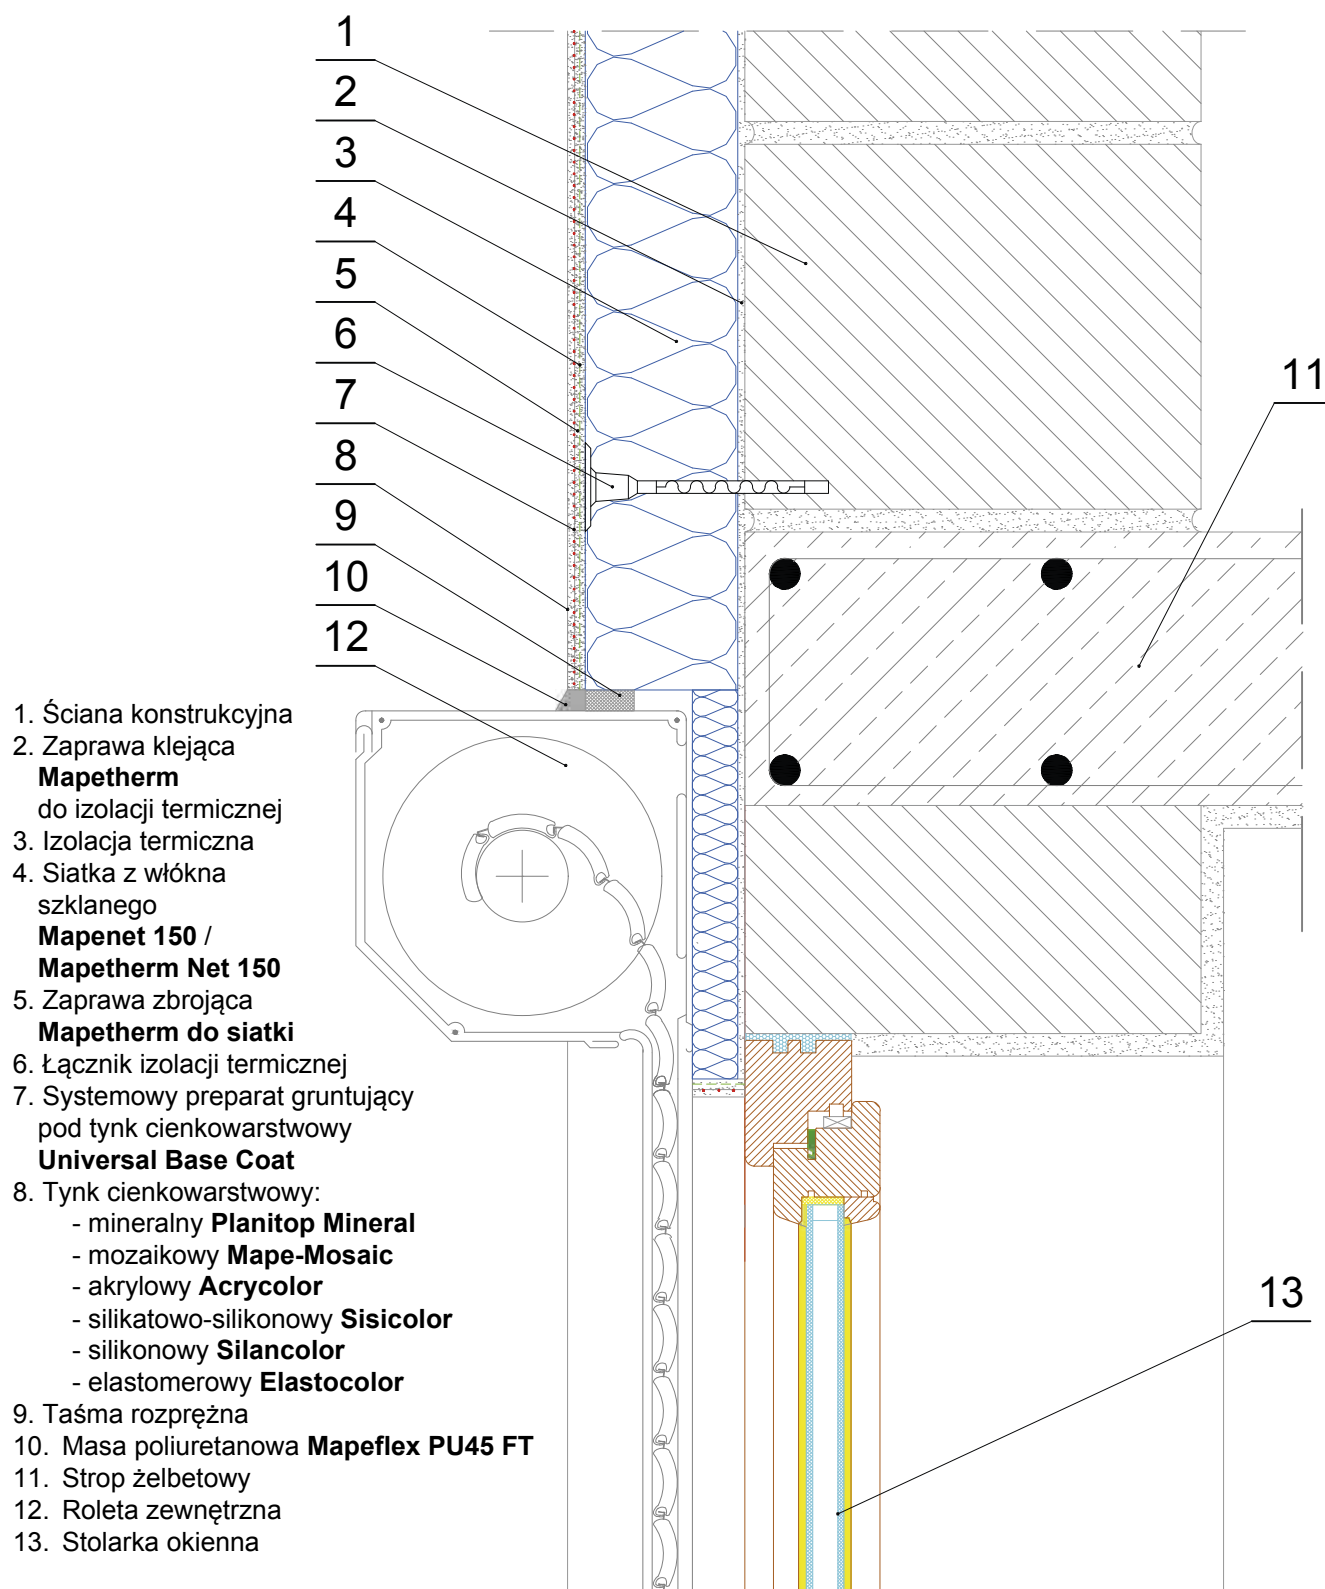 1
2
3
4
5
6
7
8
9
10
12
11
13
1. Ściana konstrukcyjna
2. Zaprawa klejąca
Mapetherm
do izolacji termicznej
3. Izolacja termiczna
4. Siatka z włókna
szklanego
Mapenet 150 /
Mapetherm Net 150
5. Zaprawa zbrojąca
Mapetherm do siatki
6. Łącznik izolacji termicznej
7. Systemowy preparat gruntujący
pod tynk cienkowarstwowy
Universal Base Coat
8. Tynk cienkowarstwowy:
- mineralny Planitop Mineral
- mozaikowy Mape-Mosaic
- akrylowy Acrycolor
- silikatowo-silikonowy Sisicolor
- silikonowy Silancolor
- elastomerowy Elastocolor
9. Taśma rozprężna
10. Masa poliuretanowa Mapeflex PU45 FT
11. Strop żelbetowy
12. Roleta zewnętrzna
13. Stolarka okienna